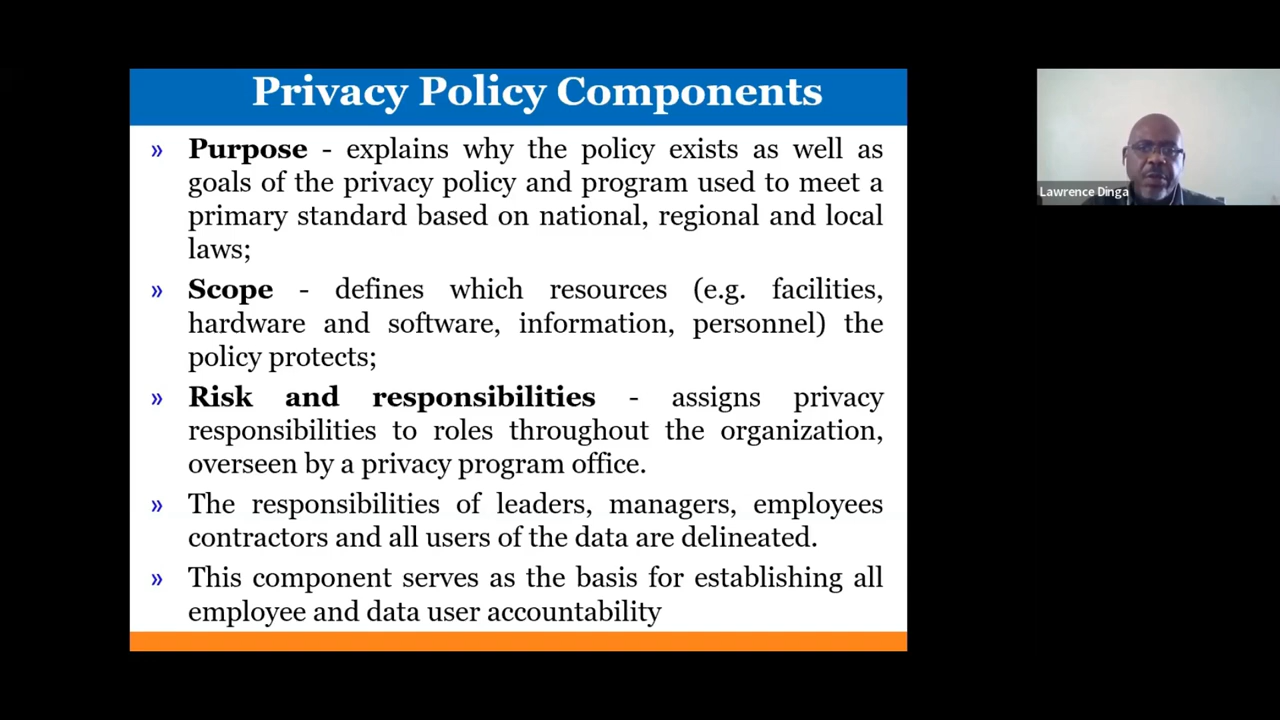 Privacy Policy Components
» Purpose - explains why the policy exists as well as
goals of the privacy policy and program used to meet a
primary standard based on national, regional and local
laws;
» Scope - defines which resources (e.g. facilities,
hardware and software, information, personnel) the
policy protects;
» Risk and responsibilities - assigns privacy
responsibilities to roles throughout the organization,
overseen by a privacy program office.
» The responsibilities of leaders, managers, employees
contractors and all users of the data are delineated.
» This component serves as the basis for establishing all
employee and data user accountability
Lawrence Dinga